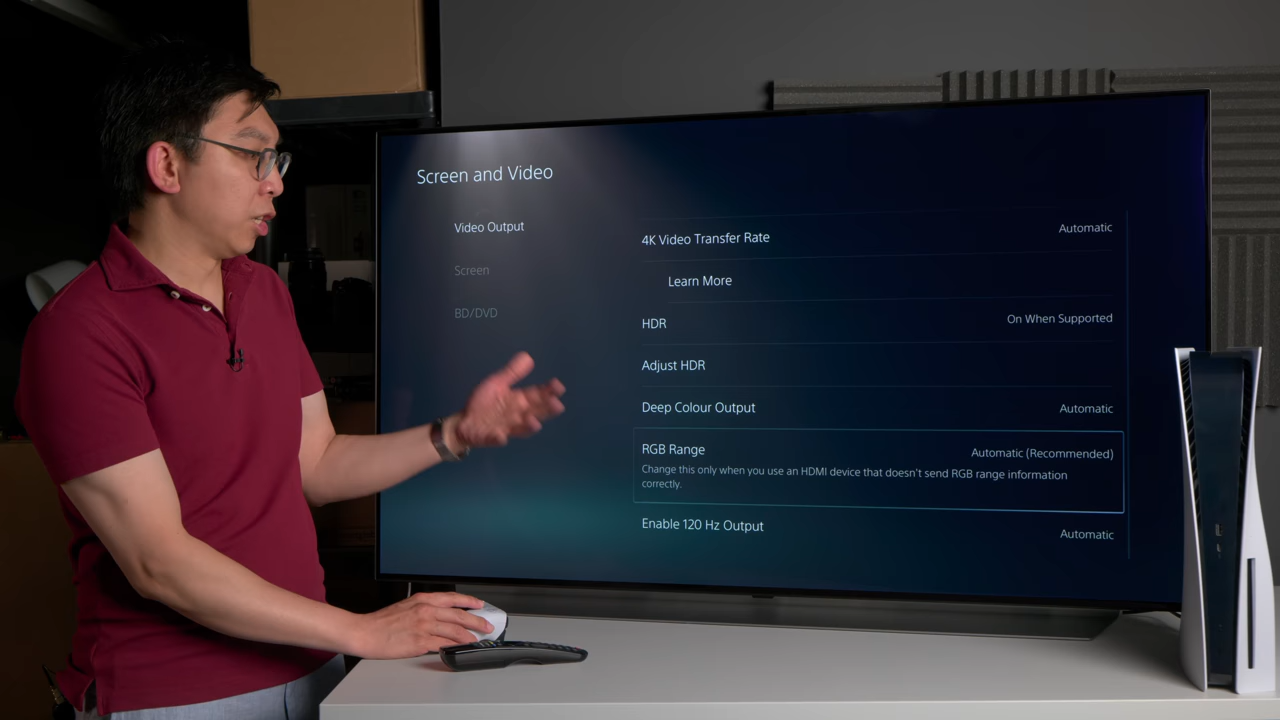 Screen and Video
Video Output
Screen
BD/DVD
4K Video Transfer Rate Automatic
Learn More
HDR On When Supported
Adjust HDR
Deep Colour Output Automatic
RGB Range Automatic (Recommended)
Change this only when you use an HDMI device that doesn't send RGB range information
correctly.
Enable 120 Hz Output Automatic